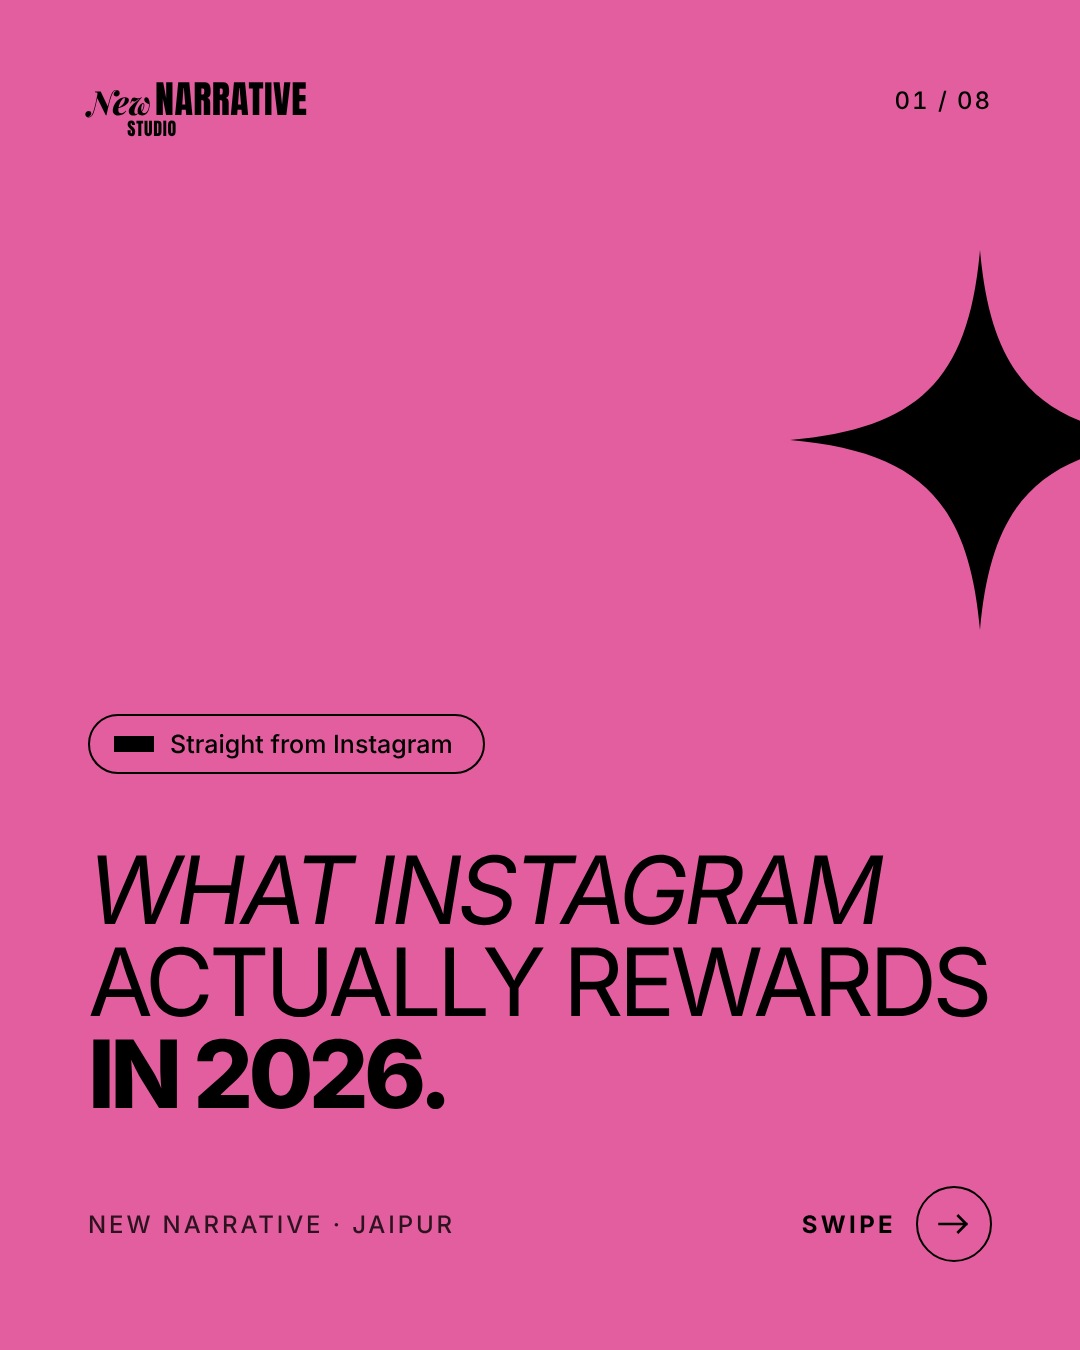 New NARRATIVE
STUDIO
01 / 08
Straight from Instagram
WHAT INSTAGRAM
ACTUALLY REWARDS
IN 2026.
NEW NARRATIVE · JAIPUR
SWIPE →